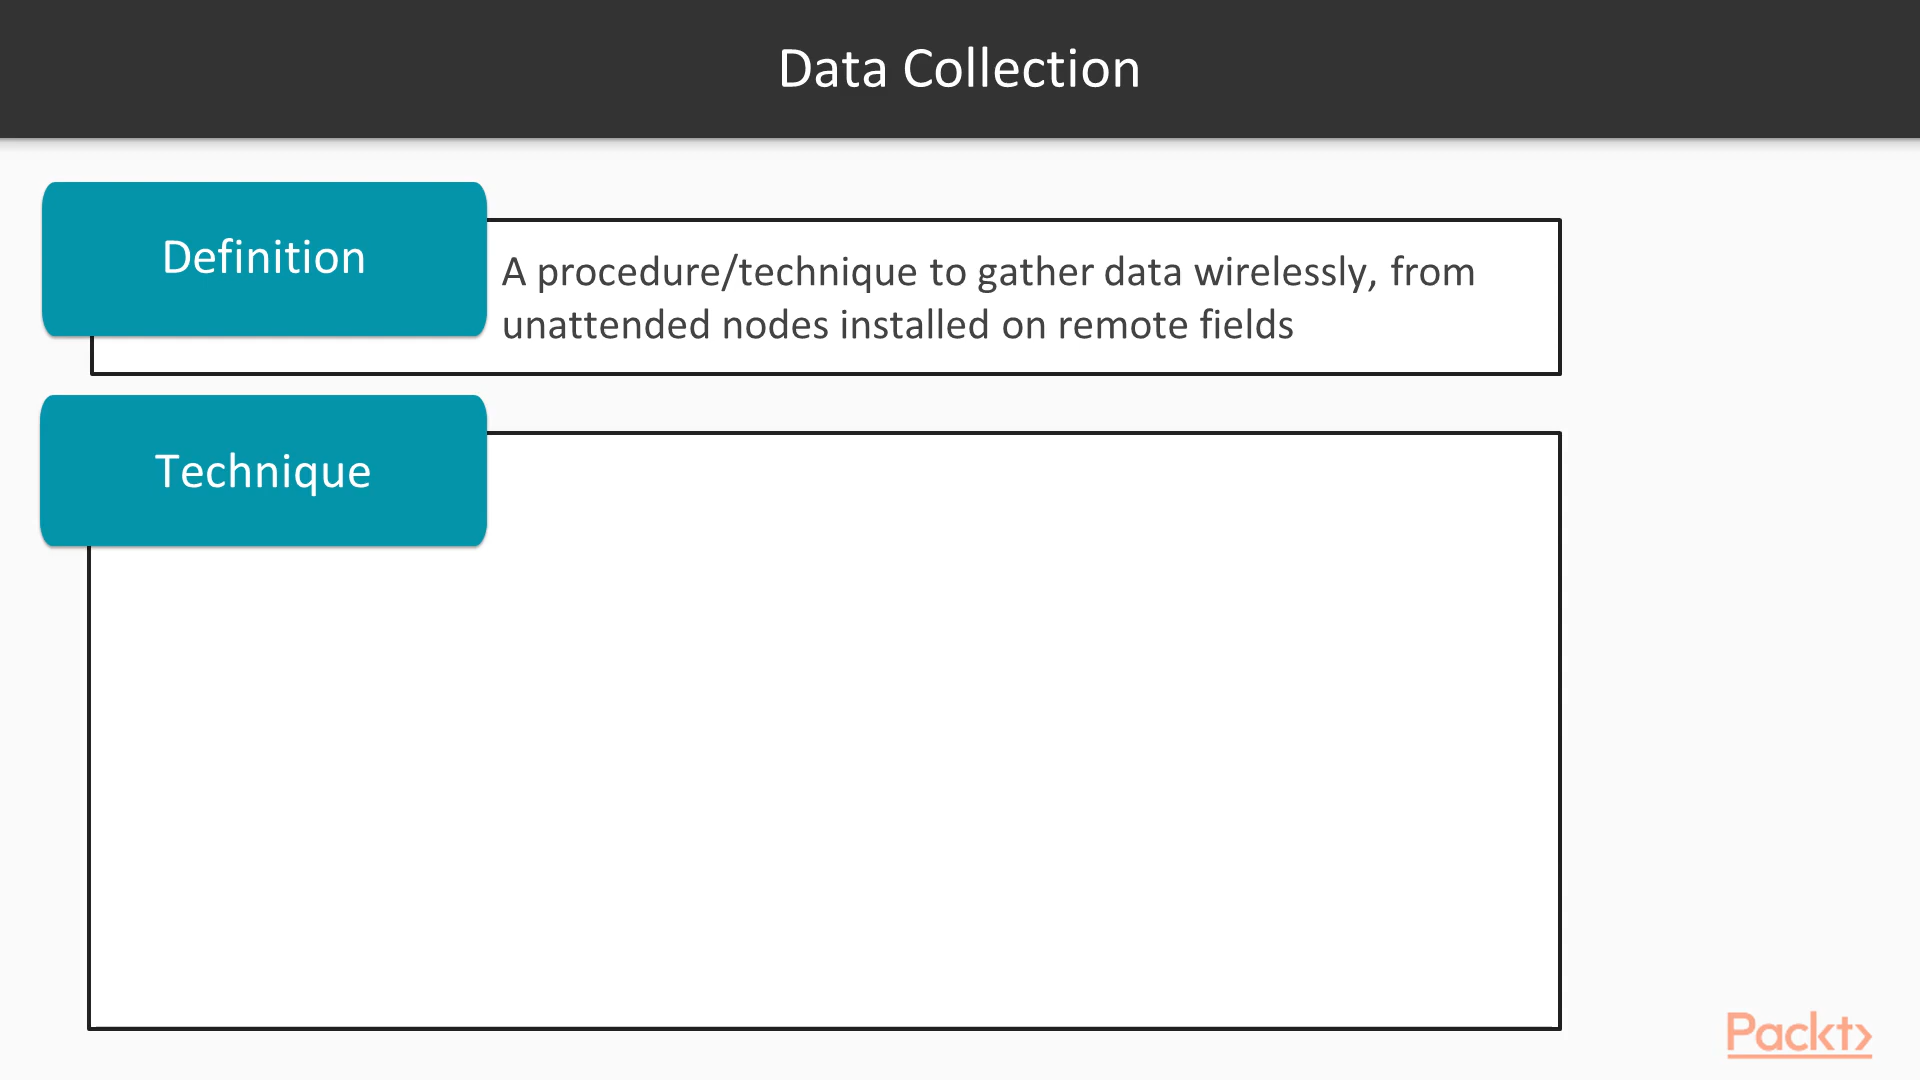 Data Collection
Definition
A procedure/technique to gather data wirelessly, from
unattended nodes installed on remote fields
Technique
Packt>